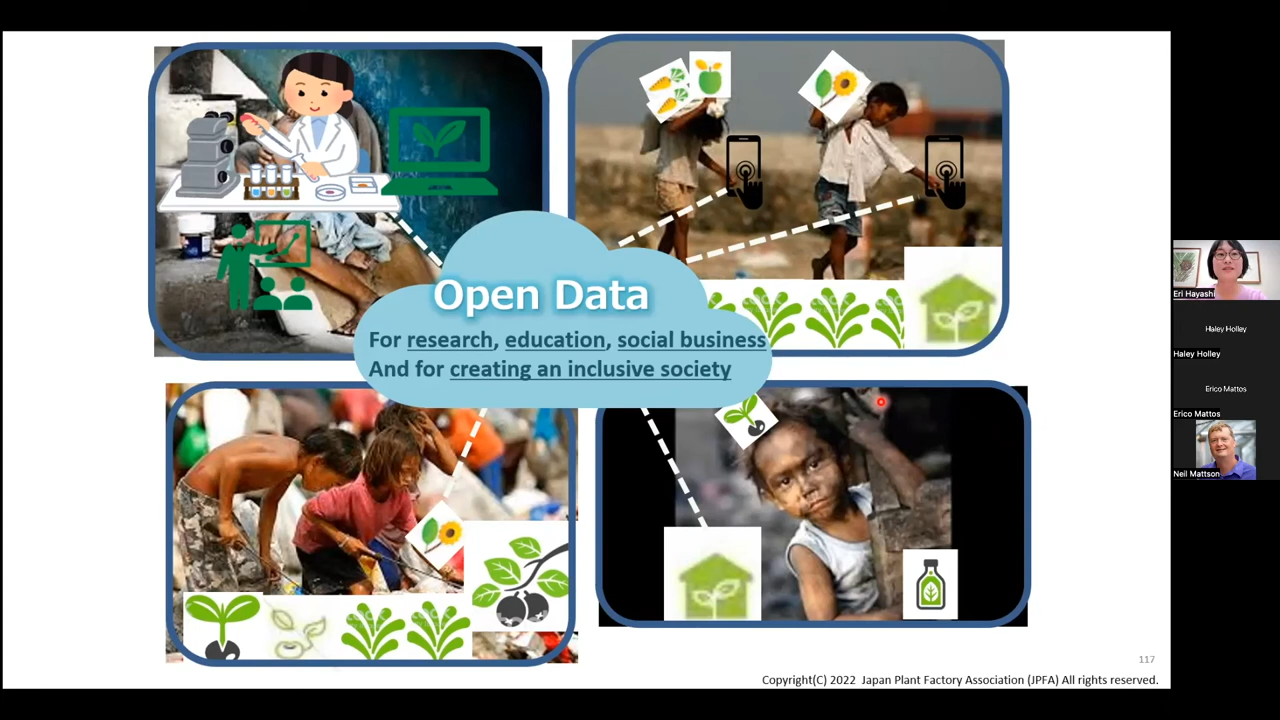 Open Data
For research, education, social business
And for creating an inclusive society
117
Copyright(C) 2022 Japan Plant Factory Association (JPFA) All rights reserved.
Eri Hayashi
Haley Holley
Haley Holley
Erico Mattos
Erico Mattos
Neil Mattson